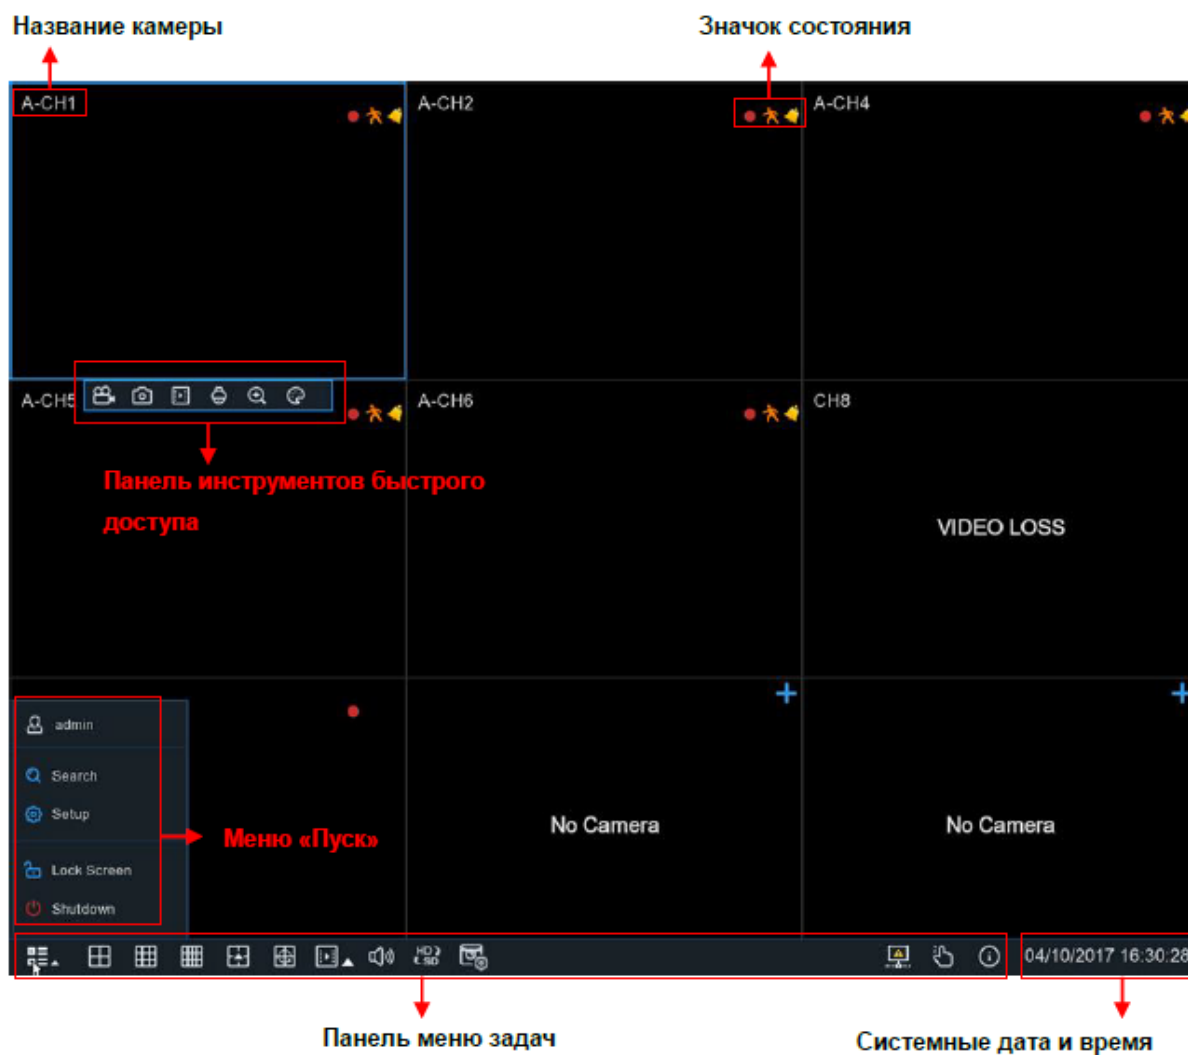 Название камеры
Значок состояния
A-CH1
A-CH2
A-CH4
A-CH5
A-CH6
CH8
Панель инструментов быстрого
доступа
VIDEO LOSS
admin
Search
Setup
Меню «Пуск»
No Camera
No Camera
Lock Screen
Shutdown
HD
SD
04/10/2017 16:30:28
Панель меню задач
Системные дата и время